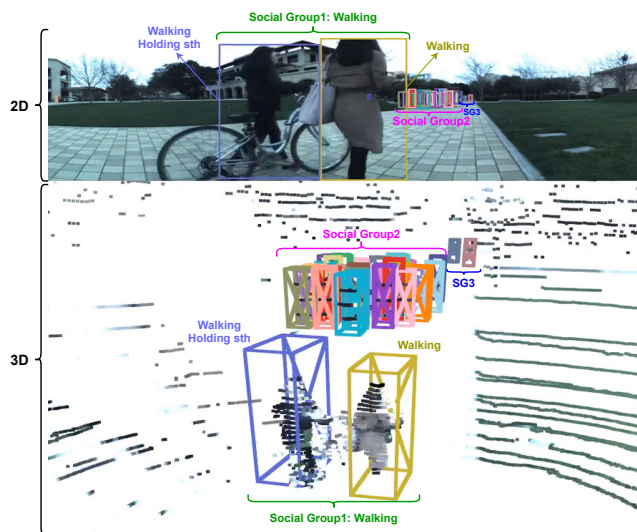 Social Group1: Walking
Walking
Holding sth
Walking
2D
Social Group2
SG3
Social Group2
SG3
Walking
Holding sth
Walking
3D
Social Group1: Walking